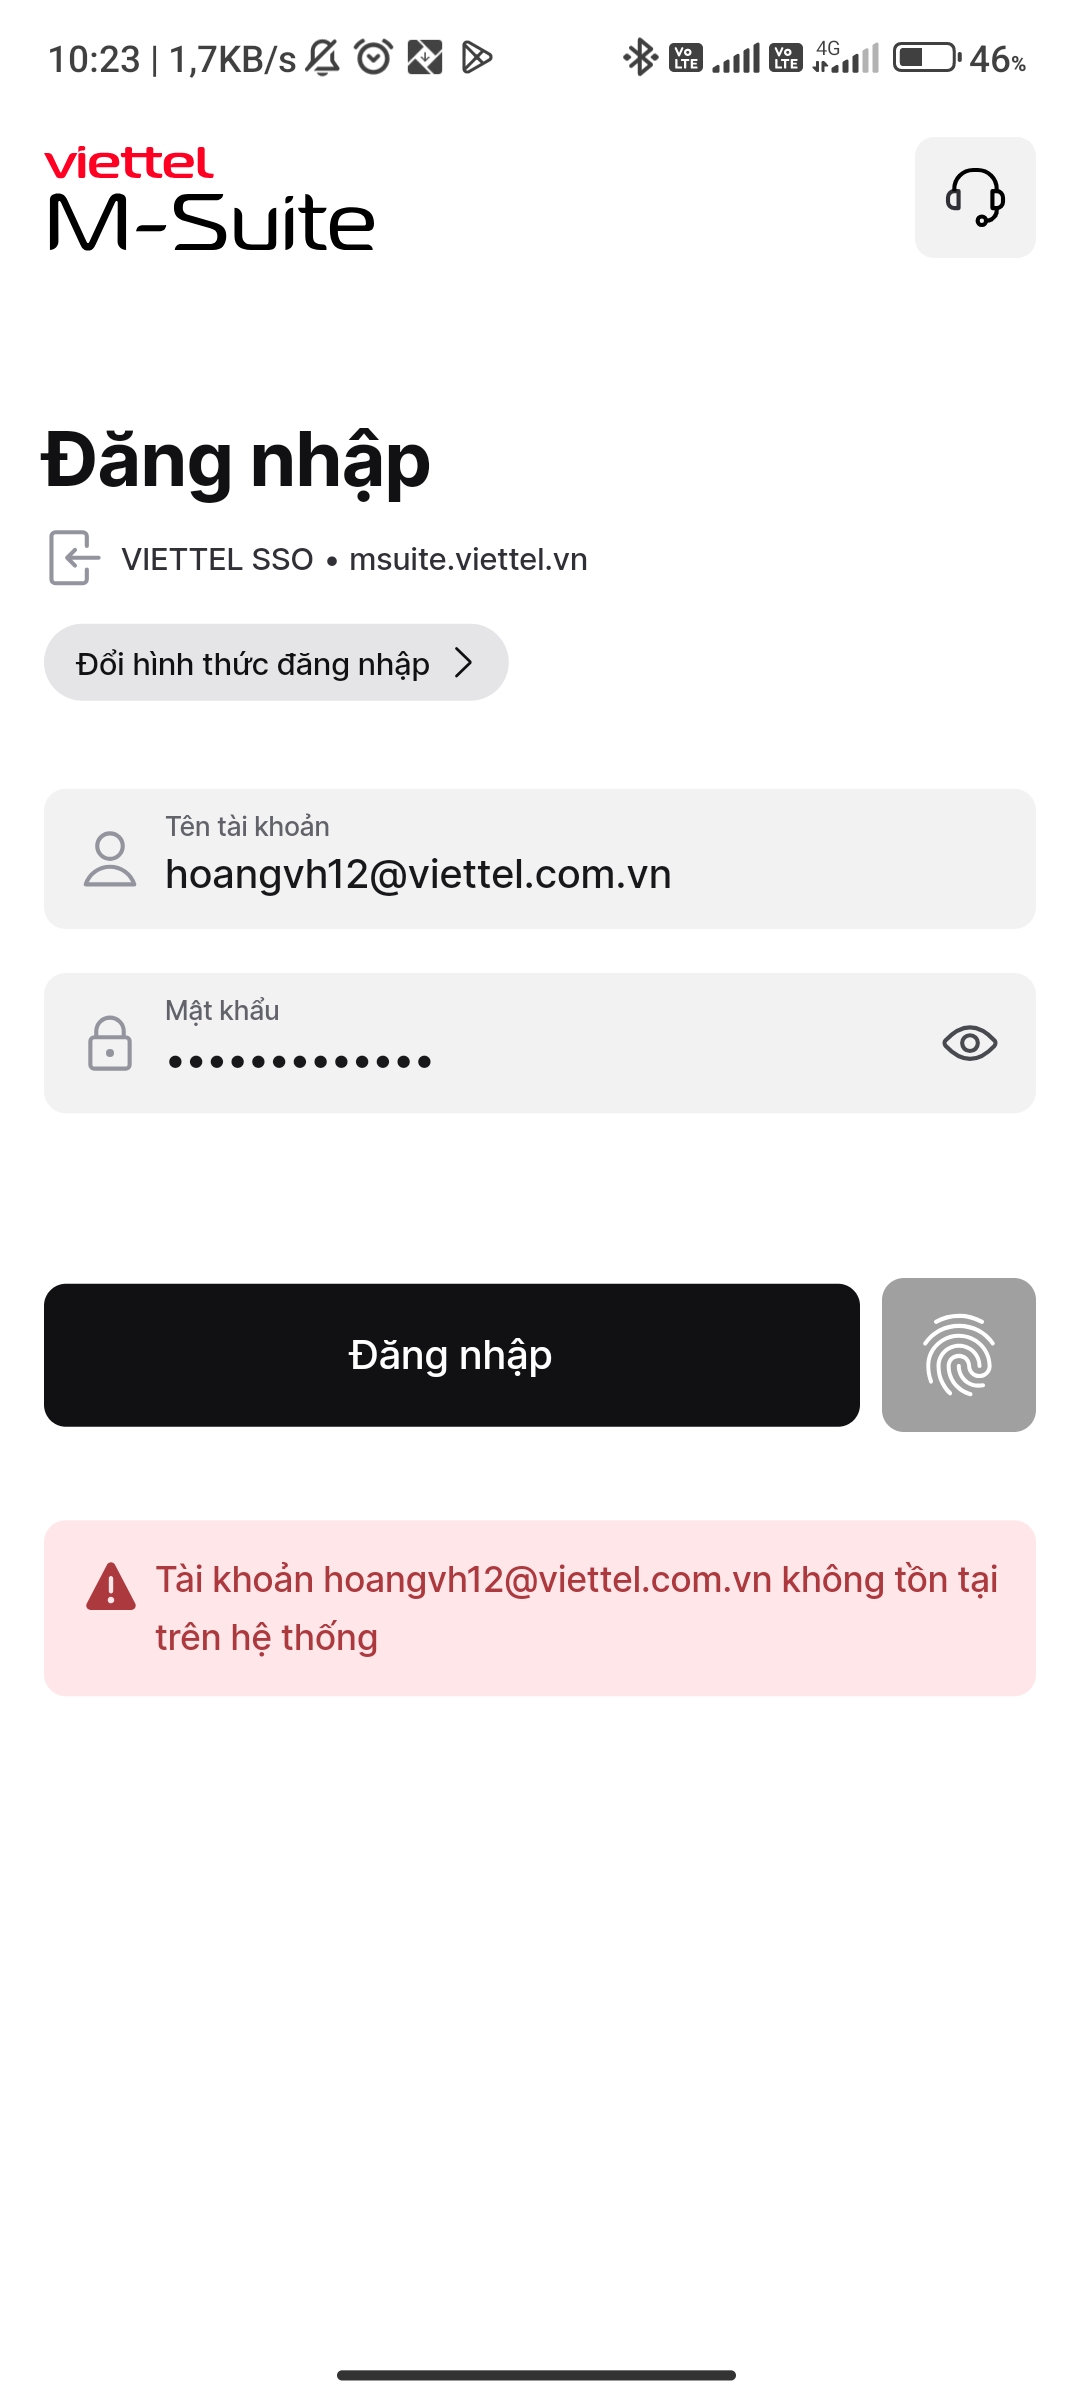 10:23 | 1,7KB/s
Vo LTE Vo LTE 4G 46%
viettel
M-Suite
Đăng nhập
VIETTEL SSO • msuite.viettel.vn
Đổi hình thức đăng nhập
Tên tài khoản
hoangvh12@viettel.com.vn
Mật khẩu
•••••••••••••
Đăng nhập
Tài khoản hoangvh12@viettel.com.vn không tồn tại
trên hệ thống